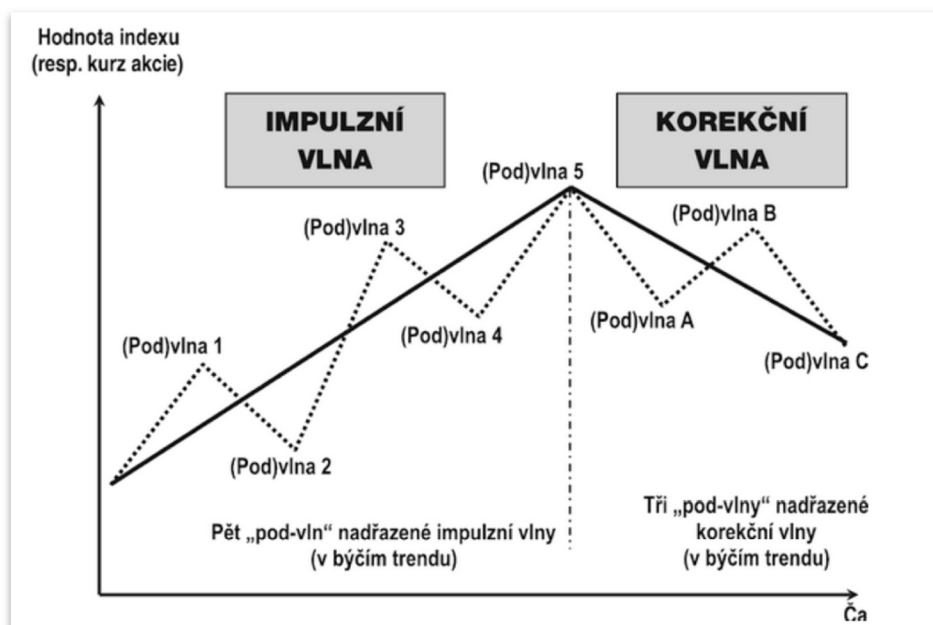 Hodnota indexu
(resp. kurz akcie)
IMPULZNÍ
VLNA
KOREKČNÍ
VLNA
(Pod)vlna 5
(Pod)vlna 3
(Pod)vlna B
(Pod)vlna 4
(Pod)vlna A
(Pod)vlna 1
(Pod)vlna C
(Pod)vlna 2
Pět „pod-vln“ nadřazené impulzní vlny
(v býčím trendu)
Tři „pod-vlny“ nadřazené
korekční vlny
(v býčím trendu)
Ča